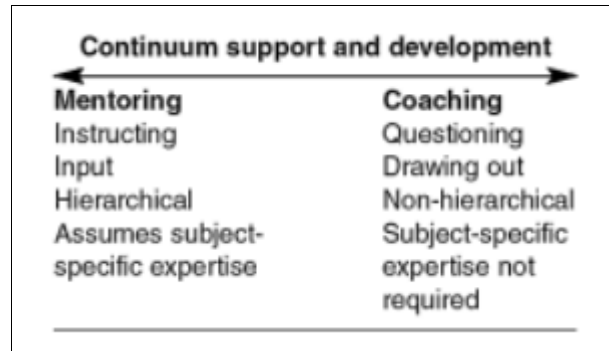 Continuum support and development
Mentoring
Instructing
Input
Hierarchical
Assumes subject-
specific expertise
Coaching
Questioning
Drawing out
Non-hierarchical
Subject-specific
expertise not
required